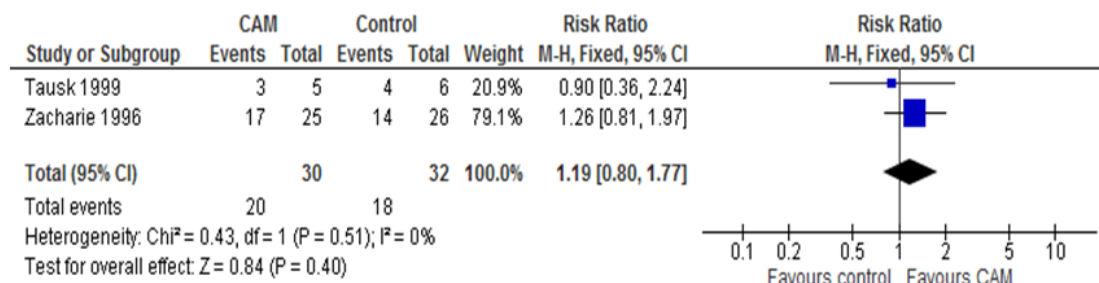 CAM Control Risk Ratio Risk Ratio
Study or Subgroup Events Total Events Total Weight M-H, Fixed, 95% CI M-H, Fixed, 95% CI
Tausk 1999 3 5 4 6 20.9% 0.90 [0.36, 2.24]
Zacharie 1996 17 25 14 26 79.1% 1.26 [0.81, 1.97]
Total (95% CI) 30 32 100.0% 1.19 [0.80, 1.77]
Total events 20 18
Heterogeneity: Chi² = 0.43, df = 1 (P = 0.51); I² = 0%
Test for overall effect: Z = 0.84 (P = 0.40)
0.1 0.2 0.5 1 2 5 10
Favours control Favours CAM